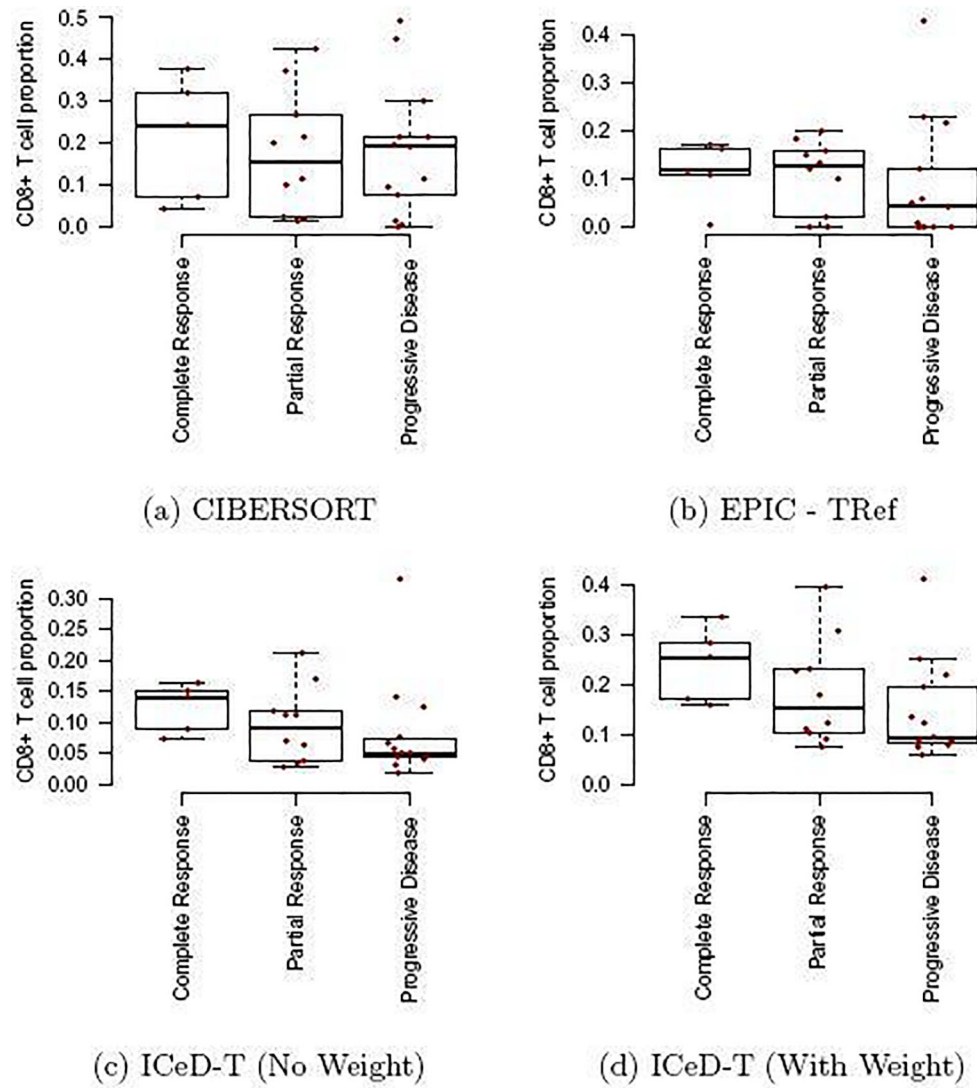 CD8+ T cell proportion
0.5
0.4
0.3
0.2
0.1
0.0
Complete Response
Partial Response
Progressive Disease
(a) CIBERSORT
CD8+ T cell proportion
0.4
0.3
0.2
0.1
0.0
Complete Response
Partial Response
Progressive Disease
(b) EPIC - TRef
CD8+ T cell proportion
0.30
0.25
0.20
0.15
0.10
0.05
0.00
Complete Response
Partial Response
Progressive Disease
(c) ICeD-T (No Weight)
CD8+ T cell proportion
0.4
0.3
0.2
0.1
0.0
Complete Response
Partial Response
Progressive Disease
(d) ICeD-T (With Weight)